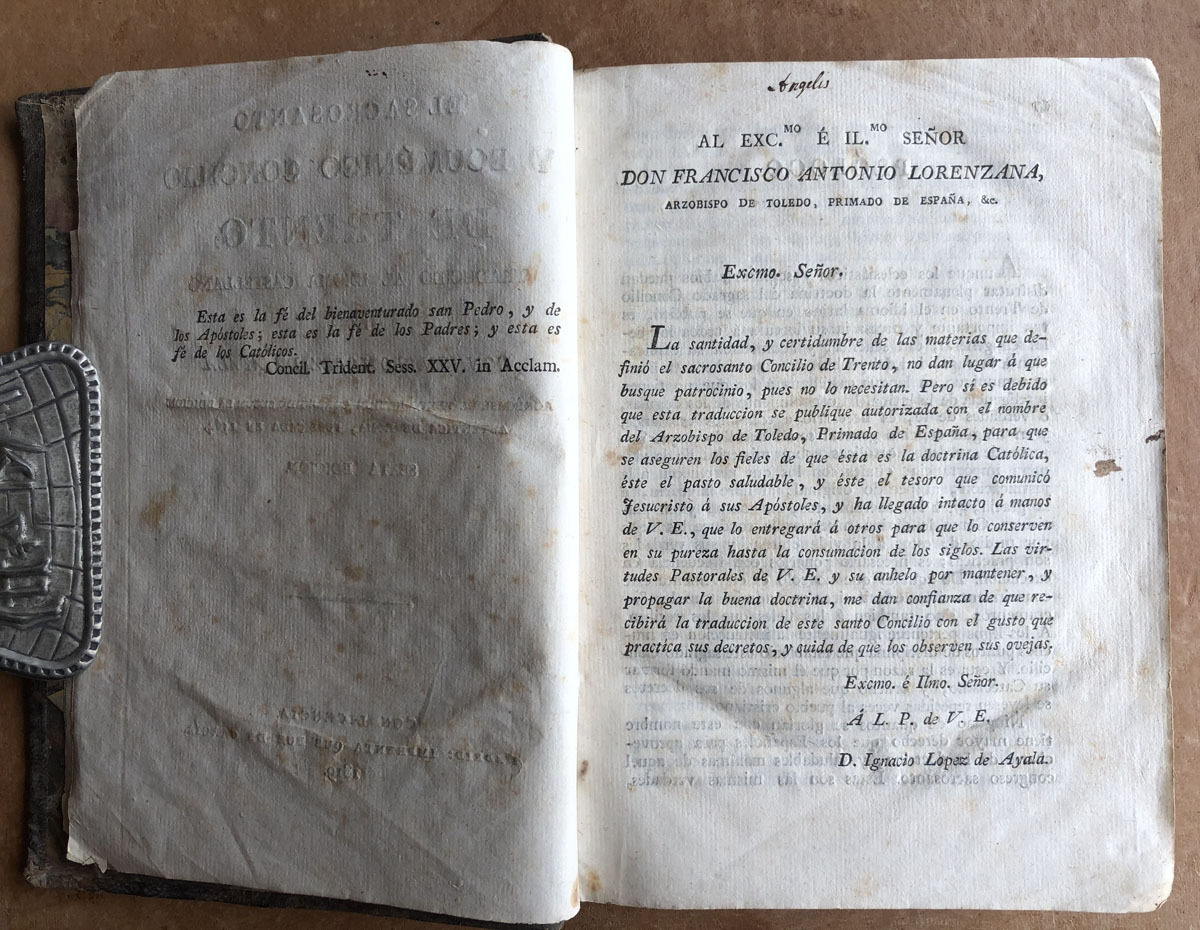 Esta es la fé del bienaventurado san Pedro, y de
los Apóstoles; esta es la fé de los Padres; y esta es
fé de los Católicos.
Concil. Trident. Sess. XXV. in Acclam.
Angelis
AL EXC.MO É IL.MO SEÑOR
DON FRANCISCO ANTONIO LORENZANA,
ARZOBISPO DE TOLEDO, PRIMADO DE ESPAÑA, &c.
Excmo. Señor.
La santidad, y certidumbre de las materias que de-
finió el sacrosanto Concilio de Trento, no dan lugar á que
busque patrocinio, pues no lo necesitan. Pero sí es debido
que esta traduccion se publique autorizada con el nombre
del Arzobispo de Toledo, Primado de España, para que
se aseguren los fieles de que ésta es la doctrina Católica,
éste el pasto saludable, y éste el tesoro que comunicó
Jesucristo á sus Apóstoles, y ha llegado intacto á manos
de V. E., que lo entregará á otros para que lo conserven
en su pureza hasta la consumacion de los siglos. Las vir-
tudes Pastorales de V. E. y su anhelo por mantener, y
propagar la buena doctrina, me dan confianza de que re-
cibirá la traduccion de este santo Concilio con el gusto que
practica sus decretos, y cuida de que los observen sus ovejas.
Excmo. é Ilmo. Señor.
Á L. P. de V. E.
D. Ignacio Lopez de Ayala.